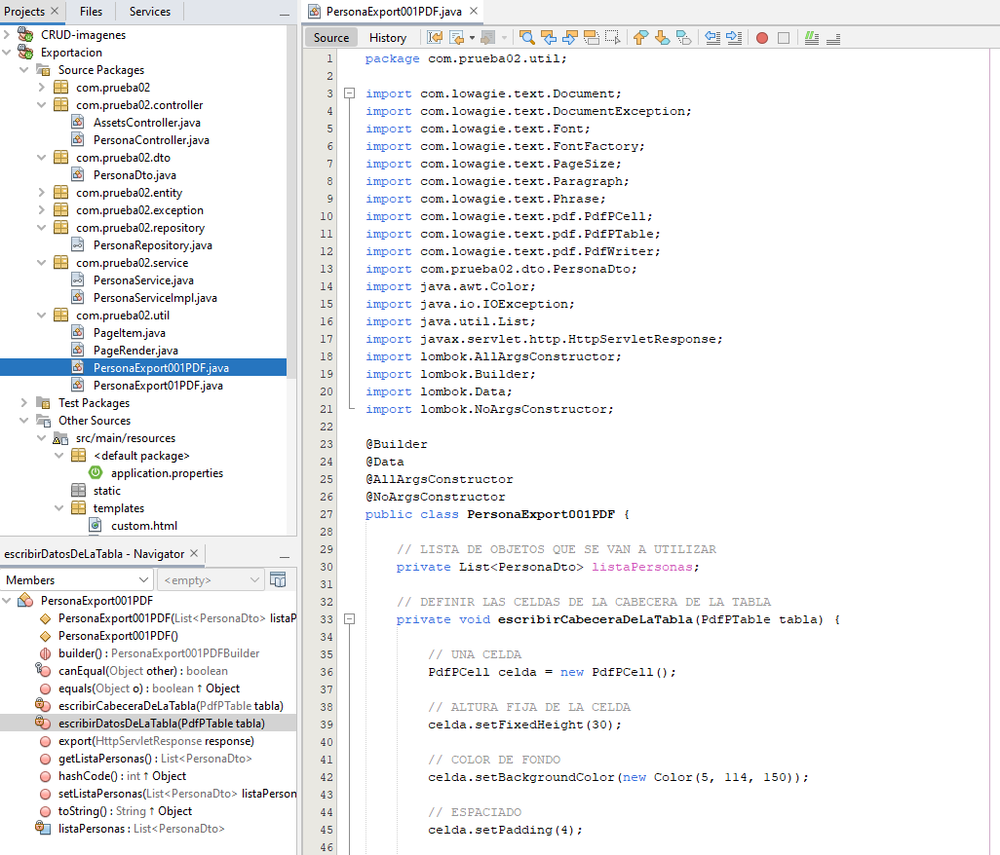 Projects
Files
Services
CRUD-imagenes
Exportacion
Source Packages
com.prueba02
com.prueba02.controller
AssetsController.java
PersonaController.java
com.prueba02.dto
PersonaDto.java
com.prueba02.entity
com.prueba02.exception
com.prueba02.repository
PersonaRepository.java
com.prueba02.service
PersonaService.java
PersonaServiceImpl.java
com.prueba02.util
PageItem.java
PageRender.java
PersonaExport001PDF.java
PersonaExport01PDF.java
Test Packages
Other Sources
src/main/resources
<default package>
application.properties
static
templates
custom.html
escribirDatosDeLaTabla - Navigator
Members
<empty>
PersonaExport001PDF
PersonaExport001PDF(List<PersonaDto> listaP
PersonaExport001PDF()
builder() : PersonaExport001PDFBuilder
canEqual(Object other) : boolean
equals(Object o) : boolean ↑ Object
escribirCabeceraDeLaTabla(PdfPTable tabla)
escribirDatosDeLaTabla(PdfPTable tabla)
export(HttpServletResponse response)
getListaPersonas() : List<PersonaDto>
hashCode() : int ↑ Object
setListaPersonas(List<PersonaDto> listaPerson
toString() : String ↑ Object
listaPersonas : List<PersonaDto>
PersonaExport001PDF.java
Source
History
1 package com.prueba02.util;
2
3 import com.lowagie.text.Document;
4 import com.lowagie.text.DocumentException;
5 import com.lowagie.text.Font;
6 import com.lowagie.text.FontFactory;
7 import com.lowagie.text.PageSize;
8 import com.lowagie.text.Paragraph;
9 import com.lowagie.text.Phrase;
10 import com.lowagie.text.pdf.PdfPCell;
11 import com.lowagie.text.pdf.PdfPTable;
12 import com.lowagie.text.pdf.PdfWriter;
13 import com.prueba02.dto.PersonaDto;
14 import java.awt.Color;
15 import java.io.IOException;
16 import java.util.List;
17 import javax.servlet.http.HttpServletResponse;
18 import lombok.AllArgsConstructor;
19 import lombok.Builder;
20 import lombok.Data;
21 import lombok.NoArgsConstructor;
22
23 @Builder
24 @Data
25 @AllArgsConstructor
26 @NoArgsConstructor
27 public class PersonaExport001PDF {
28
29 // LISTA DE OBJETOS QUE SE VAN A UTILIZAR
30 private List<PersonaDto> listaPersonas;
31
32 // DEFINIR LAS CELDAS DE LA CABECERA DE LA TABLA
33 private void escribirCabeceraDeLaTabla(PdfPTable tabla) {
34
35 // UNA CELDA
36 PdfPCell celda = new PdfPCell();
37
38 // ALTURA FIJA DE LA CELDA
39 celda.setFixedHeight(30);
40
41 // COLOR DE FONDO
42 celda.setBackgroundColor(new Color(5, 114, 150));
43
44 // ESPACIADO
45 celda.setPadding(4);
46